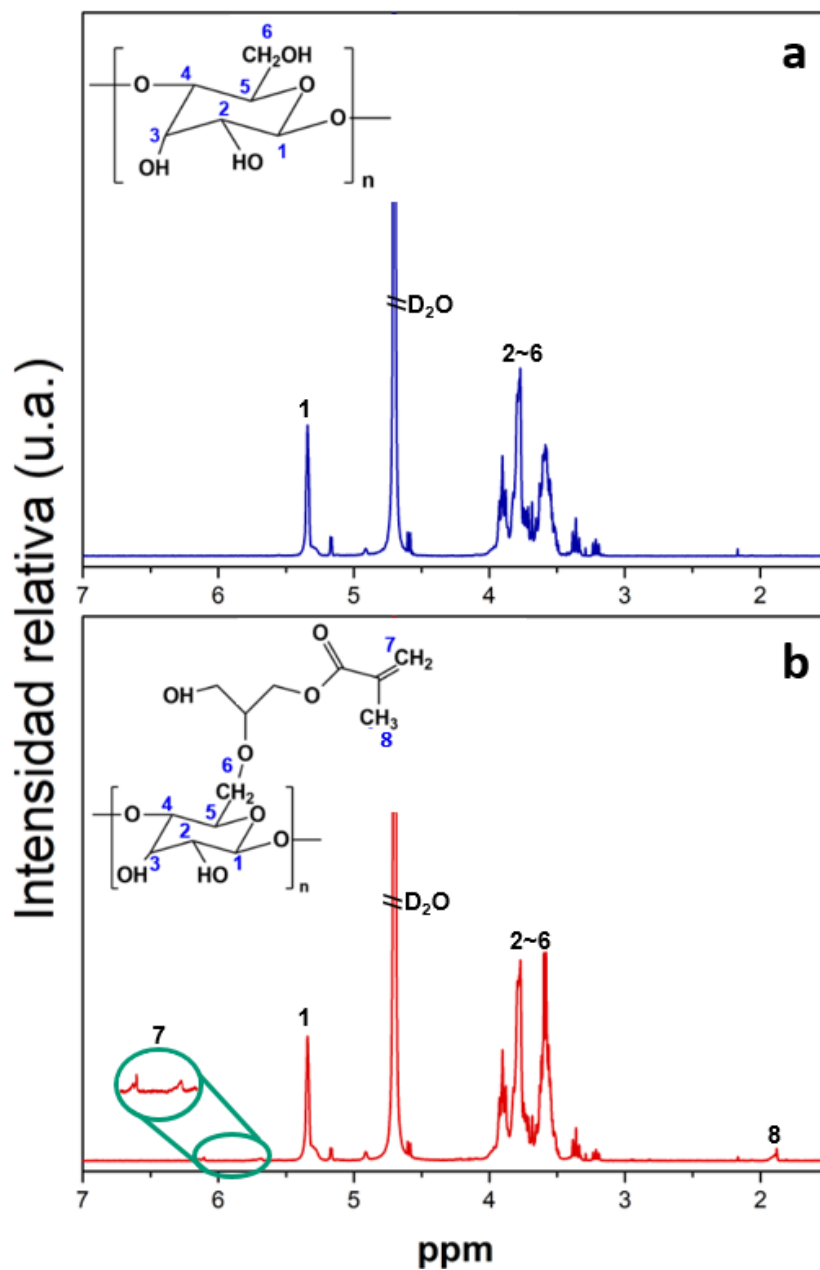 a
6
CH₂OH
O
4
5
O
2
O
3
1
OH
HO
n
D₂O
2~6
1
7
6
5
4
3
2
Intensidad relativa (u.a.)
b
O
7
CH₂
OH
O
CH₃
8
O
6
CH₂
O
4
5
O
2
O
3
1
OH
HO
n
D₂O
2~6
1
7
8
7
6
5
4
3
2
ppm